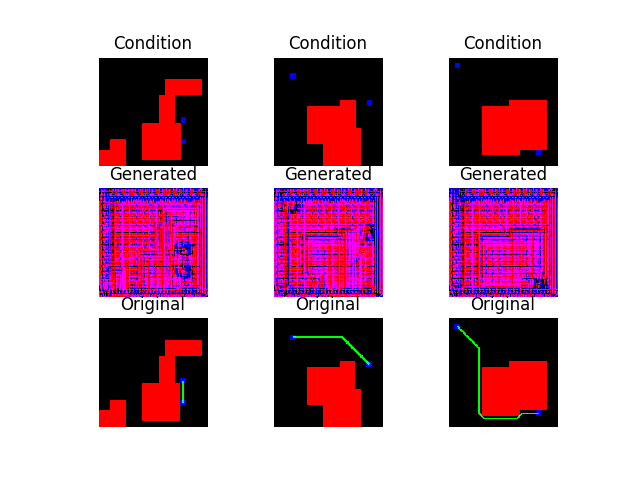 Condition Condition Condition
Generated Generated Generated
Original Original Original